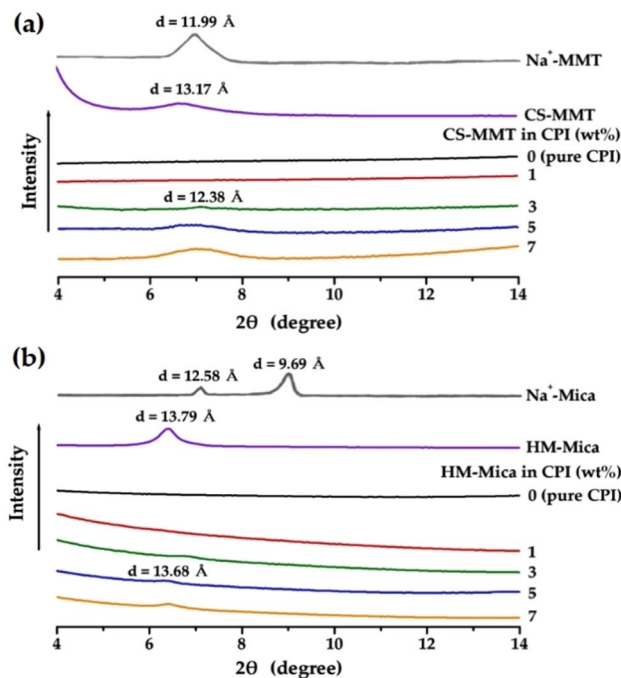 (a)
d = 11.99 Å
Na⁺-MMT
d = 13.17 Å
CS-MMT
CS-MMT in CPI (wt%)
0 (pure CPI)
1
d = 12.38 Å
3
5
7
Intensity
4 6 8 10 12 14
2θ (degree)
(b)
d = 9.69 Å
d = 12.58 Å
Na⁺-Mica
d = 13.79 Å
HM-Mica
HM-Mica in CPI (wt%)
0 (pure CPI)
1
3
d = 13.68 Å
5
7
Intensity
4 6 8 10 12 14
2θ (degree)